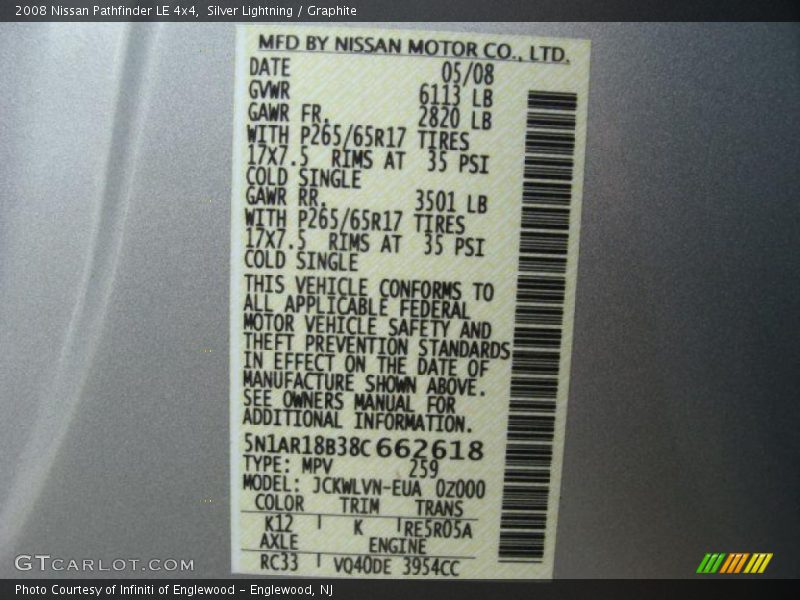 2008 Nissan Pathfinder LE 4x4,  Silver Lightning / Graphite
MFD BY NISSAN MOTOR CO., LTD.
DATE 05/08
GVWR 6113 LB
GAWR FR. 2820 LB
WITH P265/65R17 TIRES
17X7.5 RIMS AT 35 PSI
COLD SINGLE
GAWR RR. 3501 LB
WITH P265/65R17 TIRES
17X7.5 RIMS AT 35 PSI
COLD SINGLE
THIS VEHICLE CONFORMS TO
ALL APPLICABLE FEDERAL
MOTOR VEHICLE SAFETY AND
THEFT PREVENTION STANDARDS
IN EFFECT ON THE DATE OF
MANUFACTURE SHOWN ABOVE.
SEE OWNERS MANUAL FOR
ADDITIONAL INFORMATION.
5N1AR18B38C662618
TYPE: MPV 259
MODEL: JCKWLVN-EUA 0Z000
COLOR TRIM TRANS
K12 K RE5R05A
AXLE ENGINE
RC33 VQ40DE 3954CC
GTCARLOT.COM
Photo Courtesy of Infiniti of Englewood – Englewood, NJ